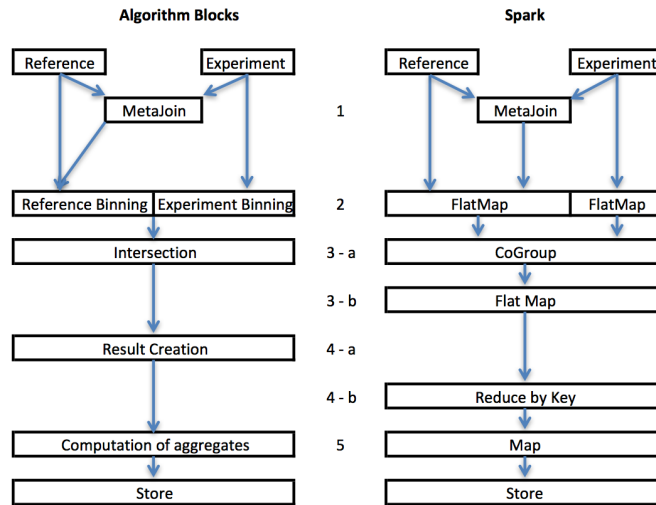 Algorithm Blocks
Spark
Reference
Experiment
Reference
Experiment
MetaJoin
1
MetaJoin
Reference Binning
Experiment Binning
2
FlatMap
FlatMap
Intersection
3 - a
CoGroup
3 - b
Flat Map
Result Creation
4 - a
4 - b
Reduce by Key
Computation of aggregates
5
Map
Store
Store